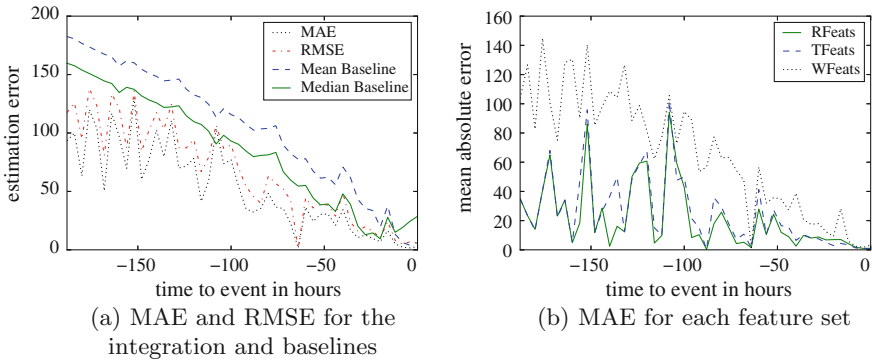 200
150
100
50
0
estimation error
MAE
RMSE
Mean Baseline
Median Baseline
−150 −100 −50 0
time to event in hours
(a) MAE and RMSE for the
integration and baselines
160
140
120
100
80
60
40
20
0
mean absolute error
RFeats
TFeats
WFeats
−150 −100 −50 0
time to event in hours
(b) MAE for each feature set